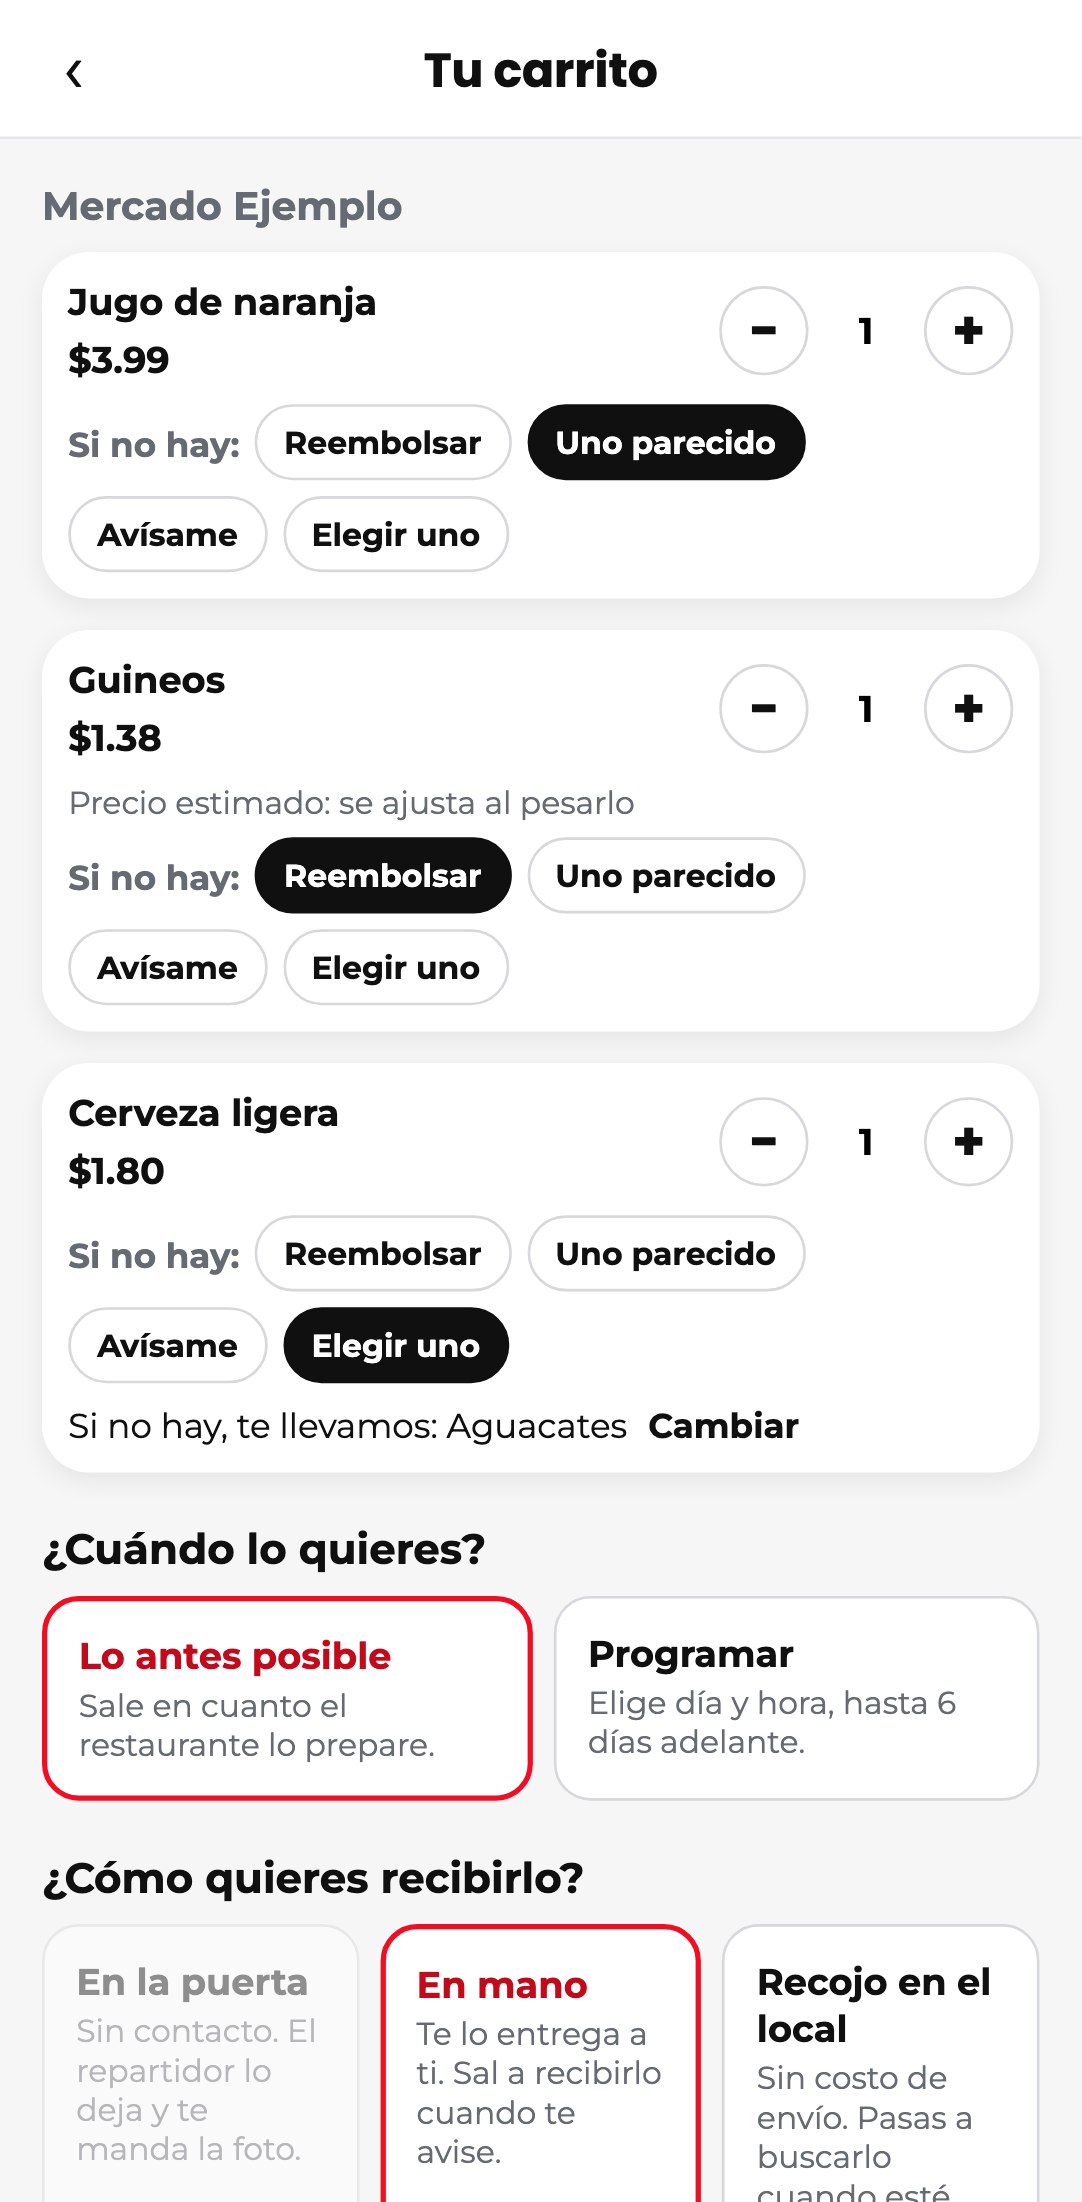 Tu carrito
Mercado Ejemplo
Jugo de naranja
$3.99
1
Si no hay: Reembolsar Uno parecido
Avísame Elegir uno
Guineos
$1.38
1
Precio estimado: se ajusta al pesarlo
Si no hay: Reembolsar Uno parecido
Avísame Elegir uno
Cerveza ligera
$1.80
1
Si no hay: Reembolsar Uno parecido
Avísame Elegir uno
Si no hay, te llevamos: Aguacates Cambiar
¿Cuándo lo quieres?
Lo antes posible
Sale en cuanto el
restaurante lo prepare.
Programar
Elige día y hora, hasta 6
días adelante.
¿Cómo quieres recibirlo?
En la puerta
Sin contacto. El
repartidor lo
deja y te
manda la foto.
En mano
Te lo entrega a
ti. Sal a recibirlo
cuando te
avise.
Recojo en el
local
Sin costo de
envío. Pasas a
buscarlo
cuando esté